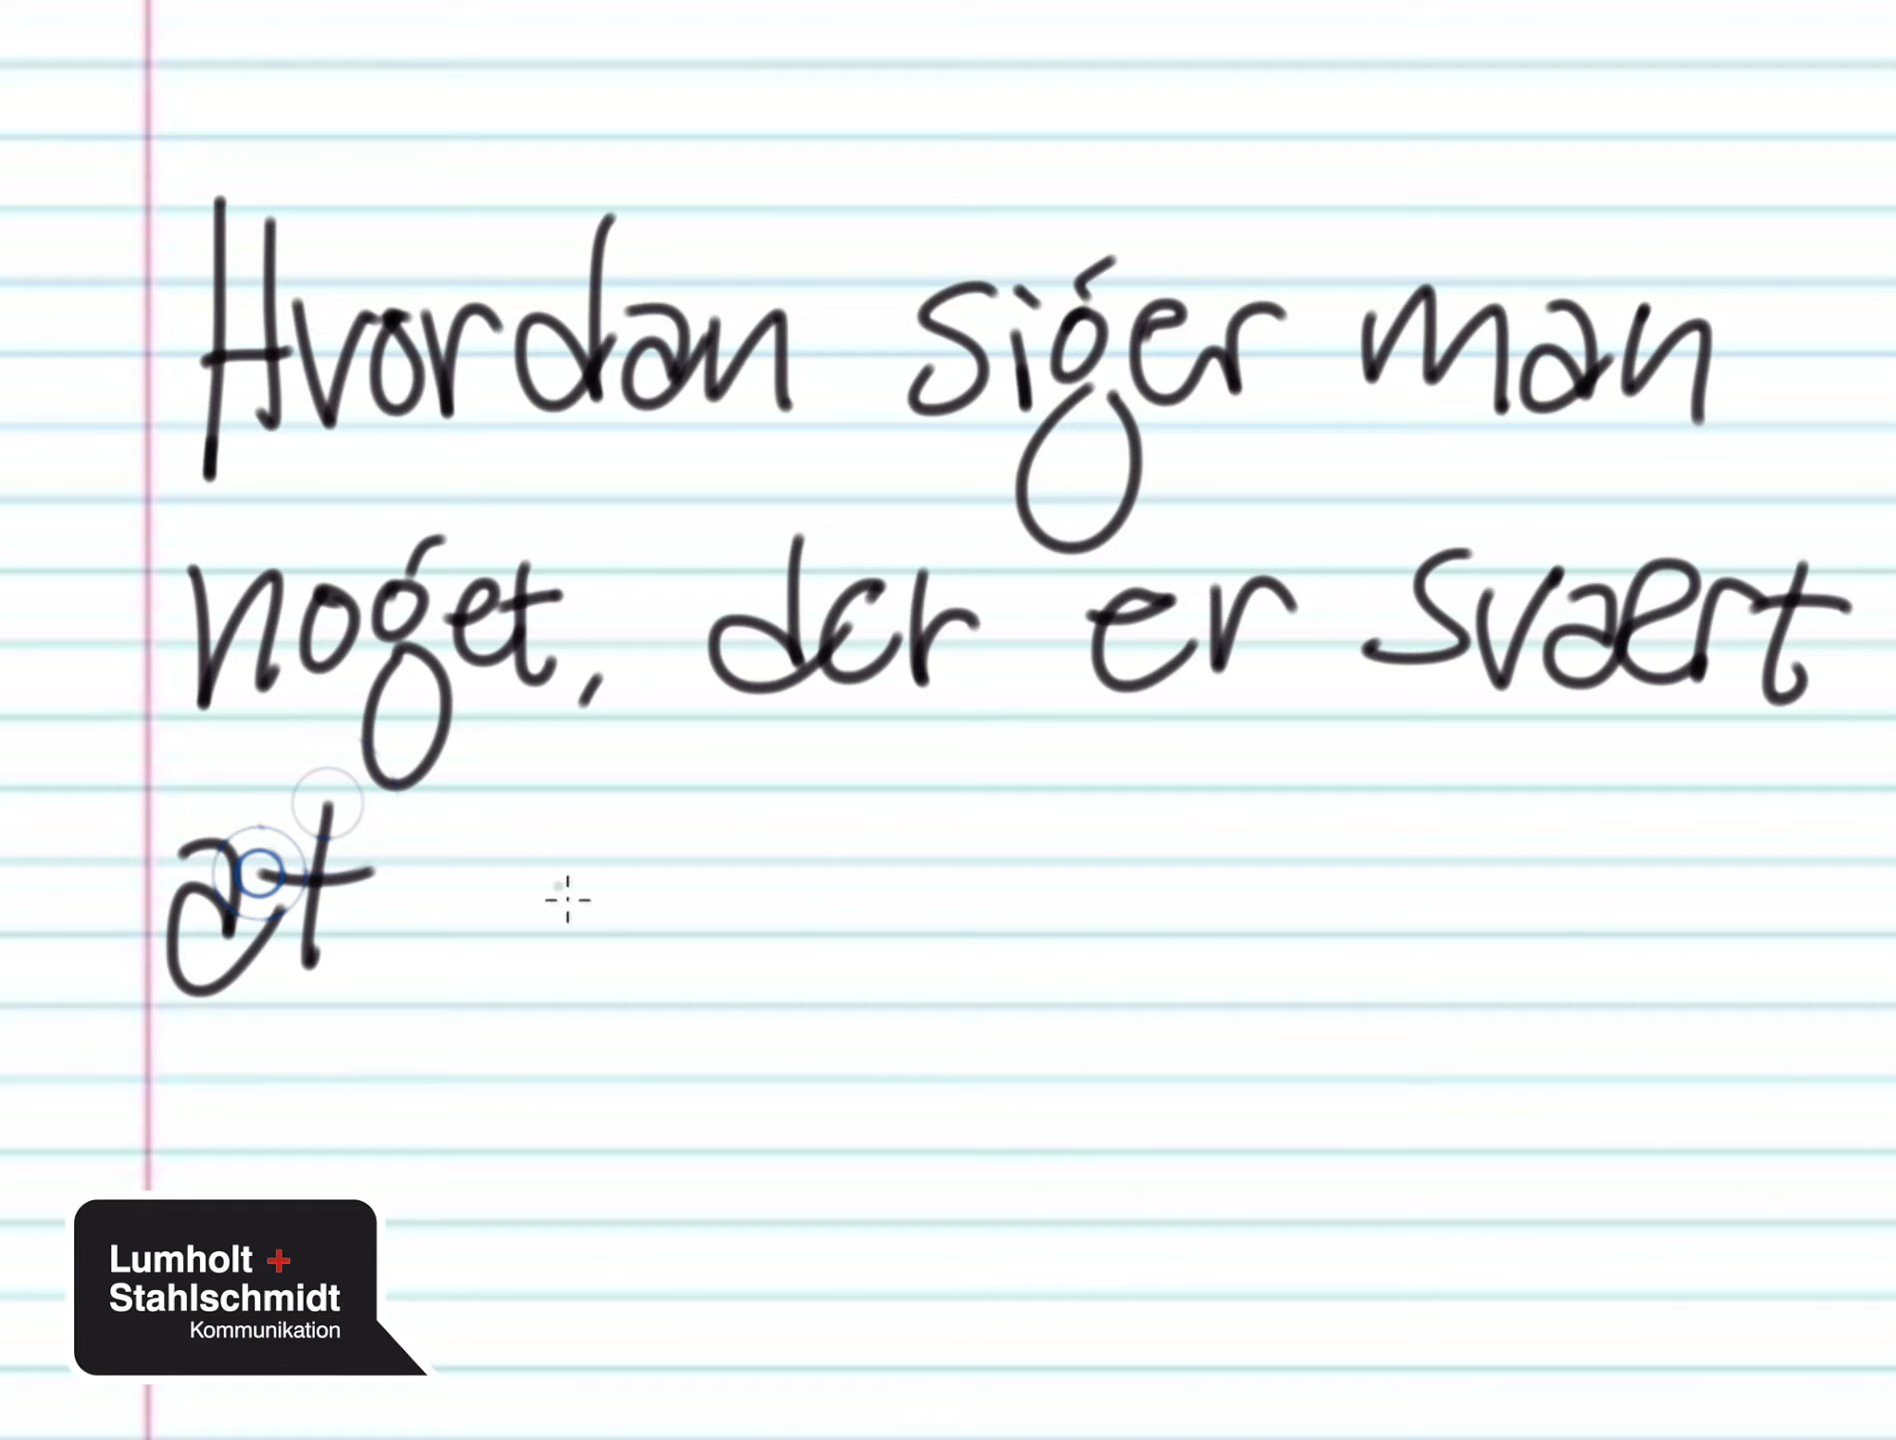 Hvordan siger man
noget, der er svært
at
Lumholt +
Stahlschmidt
Kommunikation